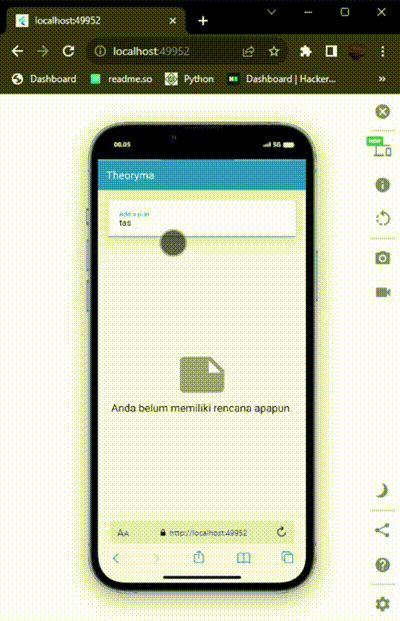 localhost:49952
localhost:49952
Dashboard
readme.so
Python
Dashboard | Hacker...
»
00.05
5G
NEW
Theoryma
Add a plan
tas
Anda belum memiliki rencana apapun.
AA
http://localhost:49952